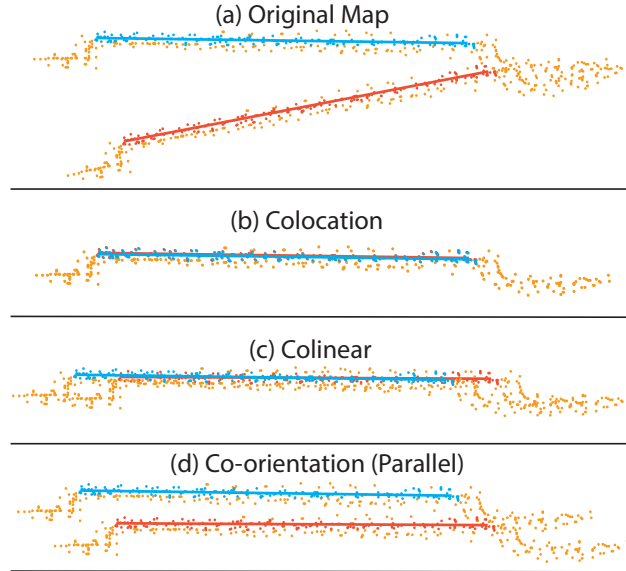 (a) Original Map
(b) Colocation
(c) Colinear
(d) Co-orientation (Parallel)